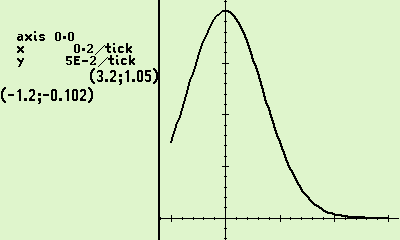 axis 0.0
x 0.2/tick
y 5E-2/tick
(3.2;1.05)
(-1.2;-0.102)